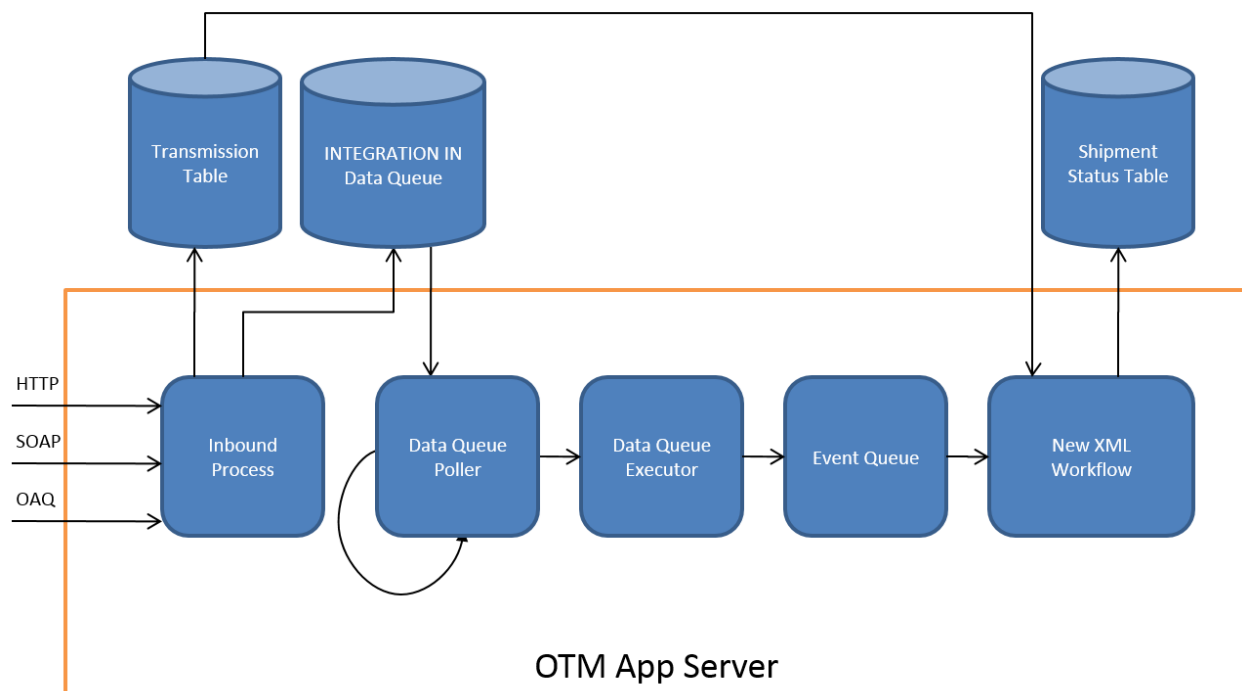 Transmission
Table
INTEGRATION IN
Data Queue
Shipment
Status Table
HTTP
SOAP
OAQ
Inbound
Process
Data Queue
Poller
Data Queue
Executor
Event Queue
New XML
Workflow
OTM App Server